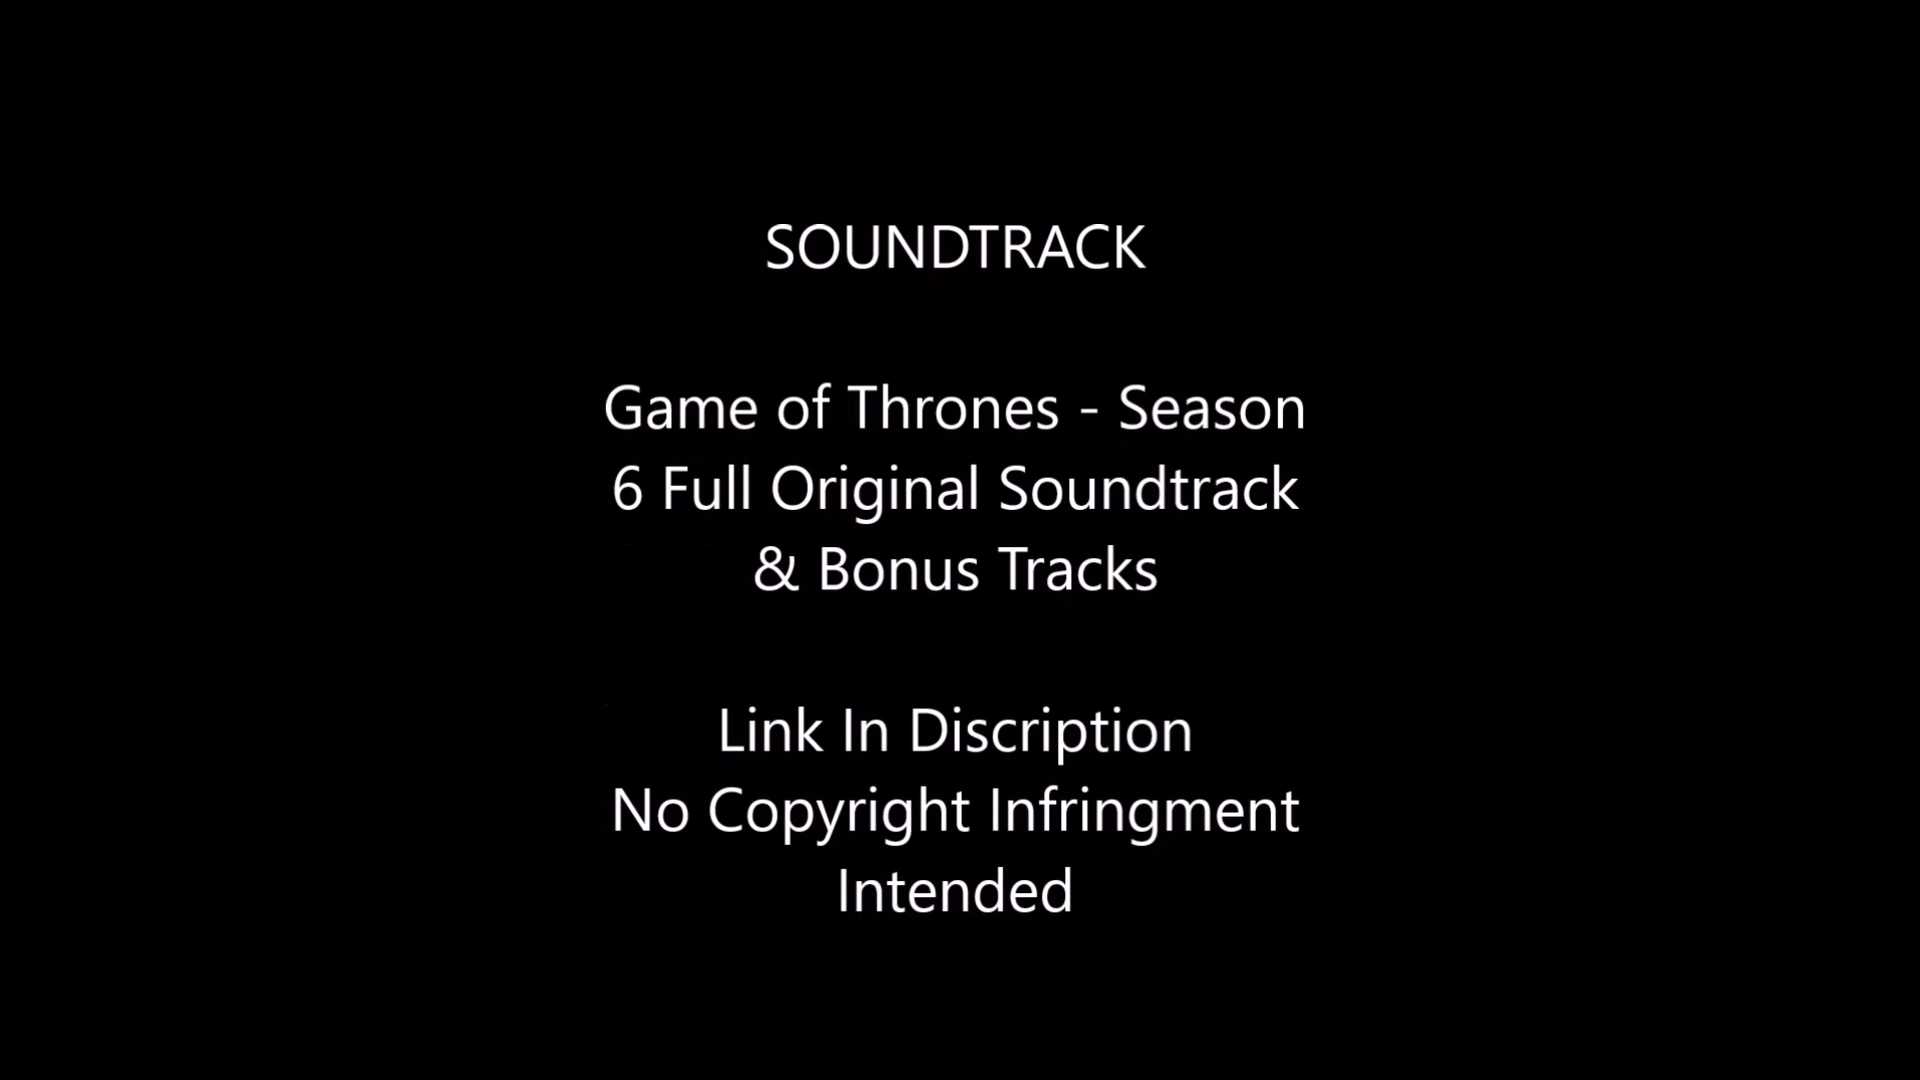 SOUNDTRACK
Game of Thrones - Season
6 Full Original Soundtrack
& Bonus Tracks
Link In Discription
No Copyright Infringment
Intended